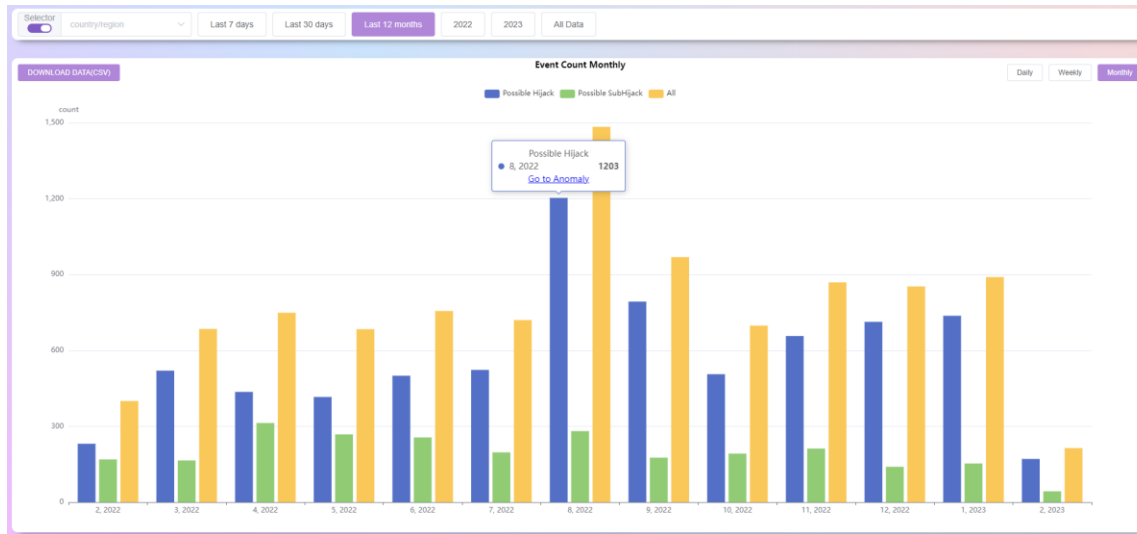 Selector
country/region
Last 7 days
Last 30 days
Last 12 months
2022
2023
All Data
DOWNLOAD DATA(CSV)
Event Count Monthly
Daily
Weekly
Monthly
Possible Hijack
Possible SubHijack
All
count
1,500
1,200
900
600
300
0
Possible Hijack
8, 2022 1203
Go to Anomaly
2, 2022
3, 2022
4, 2022
5, 2022
6, 2022
7, 2022
8, 2022
9, 2022
10, 2022
11, 2022
12, 2022
1, 2023
2, 2023